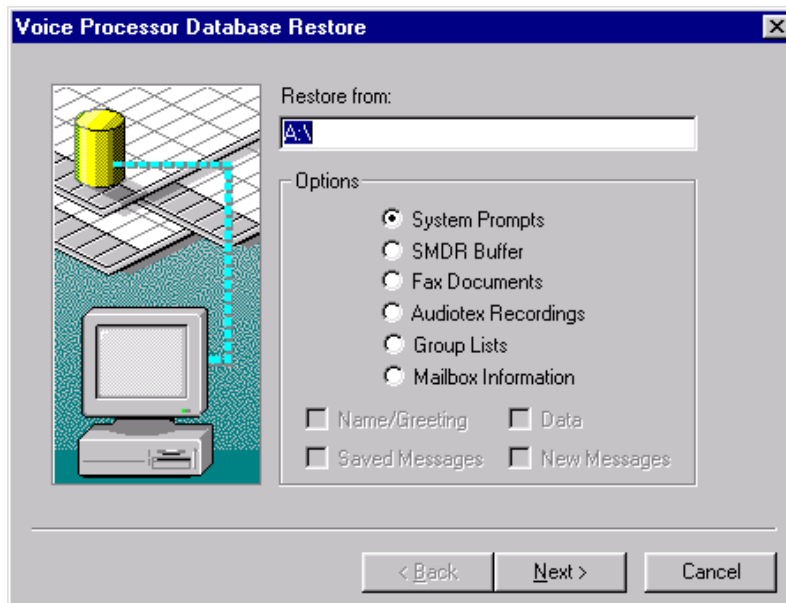 Voice Processor Database Restore
Restore from:
A:\
Options
System Prompts
SMDR Buffer
Fax Documents
Audiotex Recordings
Group Lists
Mailbox Information
Name/Greeting Data
Saved Messages New Messages
< Back Next > Cancel